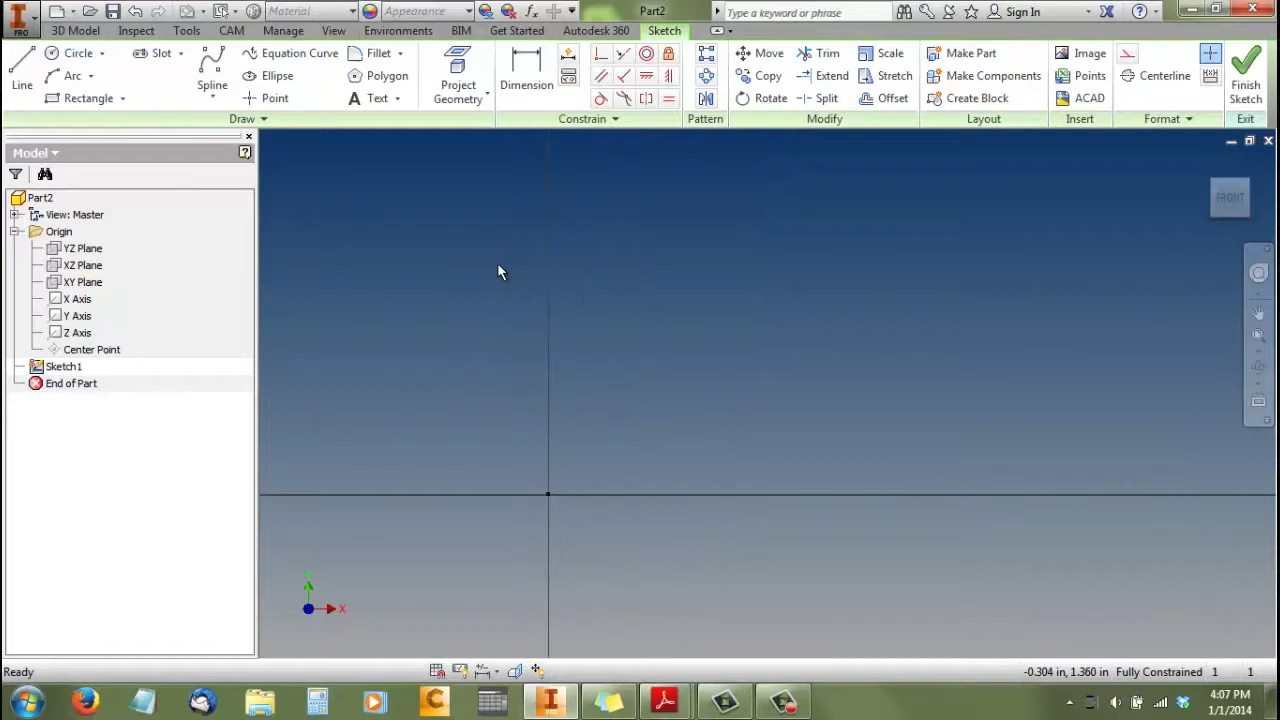 PRO
Material
Appearance
fx
Part2
Type a keyword or phrase
Sign In
3D Model
Inspect
Tools
CAM
Manage
View
Environments
BIM
Get Started
Autodesk 360
Sketch
Line
Circle
Arc
Rectangle
Slot
Spline
Equation Curve
Ellipse
Point
Fillet
Polygon
A Text
Project
Geometry
Dimension
Move
Copy
Rotate
Trim
Extend
Split
Scale
Stretch
Offset
Make Part
Make Components
Create Block
Image
Points
ACAD
Centerline
Finish
Sketch
Draw
Constrain
Pattern
Modify
Layout
Insert
Format
Exit
Model
Part2
View: Master
Origin
YZ Plane
XZ Plane
XY Plane
X Axis
Y Axis
Z Axis
Center Point
Sketch1
End of Part
FRONT
X
Ready
-0.304 in, 1.360 in
Fully Constrained
1
1
PRO
4:07 PM
1/1/2014